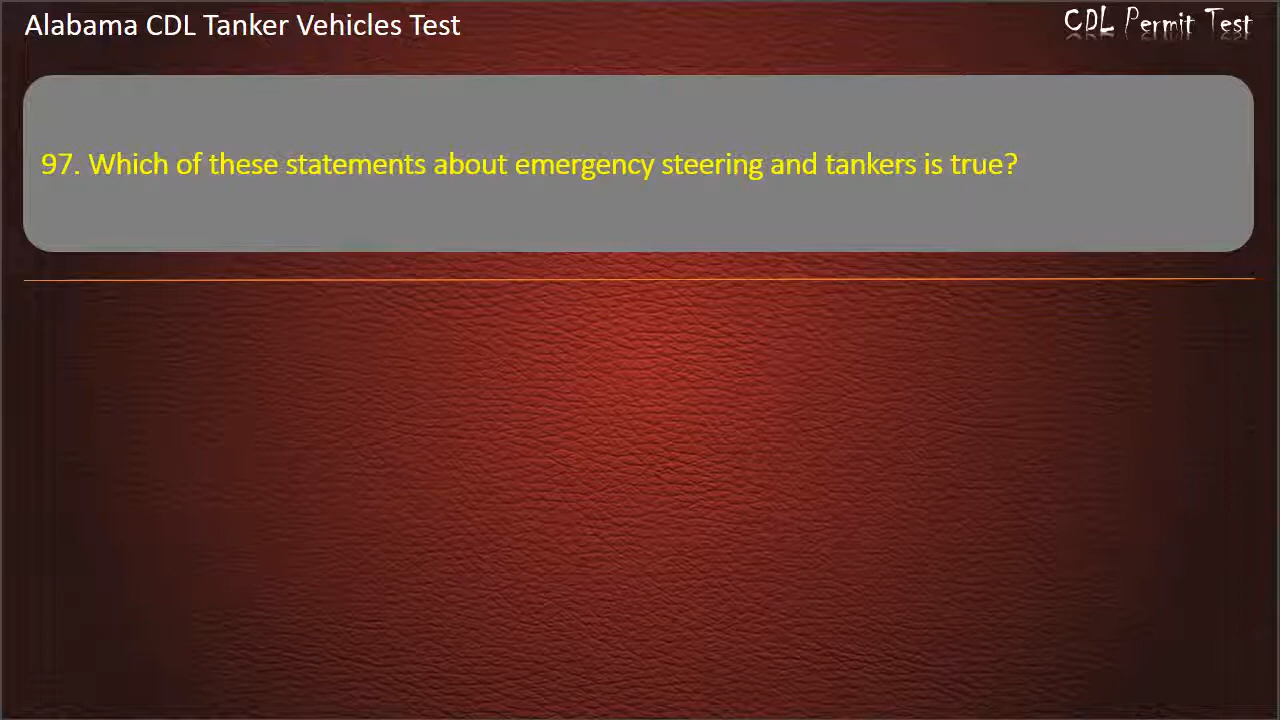 Alabama CDL Tanker Vehicles Test
CDL Permit Test
97. Which of these statements about emergency steering and tankers is true?